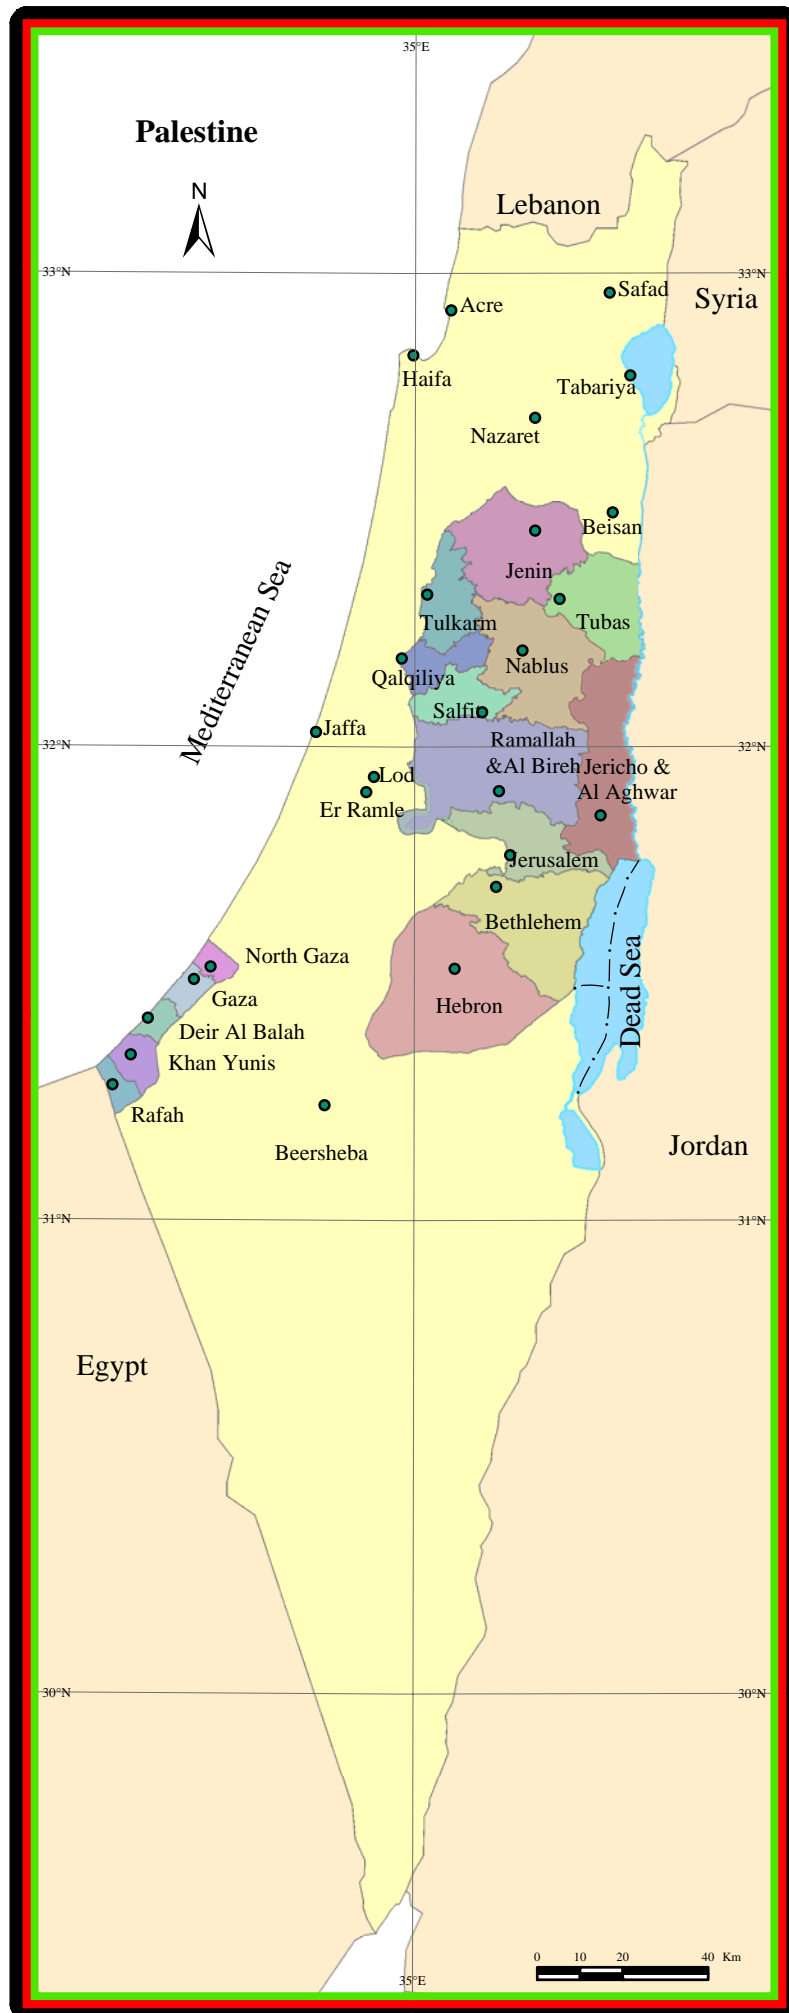 35°E
Palestine
N
Lebanon
33°N
33°N
Safad
Syria
Acre
Haifa
Tabariya
Nazaret
Beisan
Jenin
Mediterranean Sea
Tulkarm
Tubas
Nablus
Qalqiliya
Salfit
Jaffa
32°N
32°N
Ramallah
&Al Bireh
Jericho &
Al Aghwar
Lod
Er Ramle
Jerusalem
Bethlehem
North Gaza
Gaza
Hebron
Dead Sea
Deir Al Balah
Khan Yunis
Rafah
Beersheba
Jordan
31°N
31°N
Egypt
30°N
30°N
0 10 20 40 Km
35°E